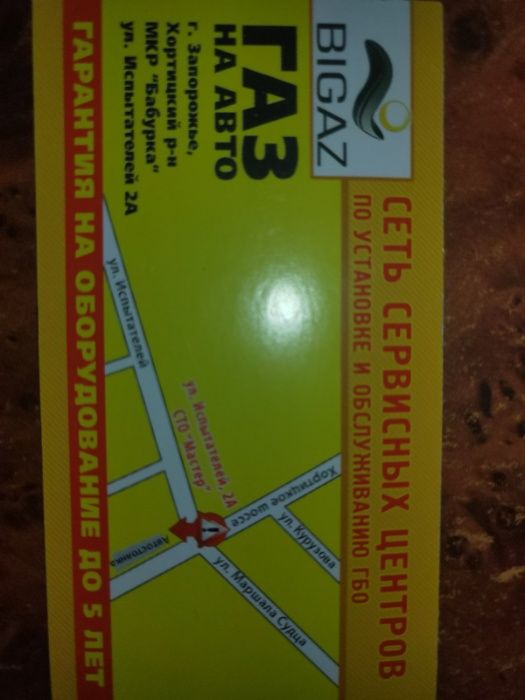 BIGAZ
СЕТЬ СЕРВИСНЫХ ЦЕНТРОВ
ПО УСТАНОВКЕ И ОБСЛУЖИВАНИЮ ГБО
ГАЗ
НА АВТО
г. Запорожье,
Хортицкий р-н
МКР "Бабурка"
ул. Испытателей 2А
ул. Испытателей
ул. Испытателей, 2А
СТО "Мастер"
Хортицкое шоссе
ул. Курузова
Автостоянка
ул. Маршала Судца
ГАРАНТИЯ НА ОБОРУДОВАНИЕ ДО 5 ЛЕТ